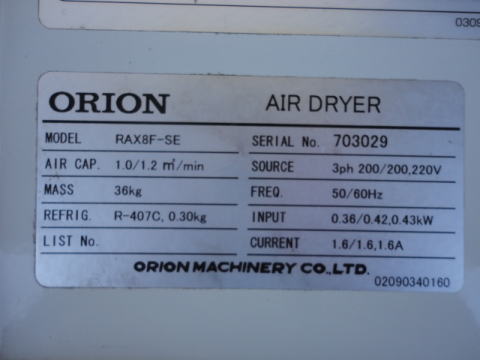 0309
ORION AIR DRYER
MODEL RAX8F-SE SERIAL No. 703029
AIR CAP. 1.0/1.2 ㎥/min SOURCE 3ph 200/200,220V
MASS 36kg FREQ. 50/60Hz
REFRIG. R-407C, 0.30kg INPUT 0.36/0.42,0.43kW
LIST No. CURRENT 1.6/1.6,1.6A
ORION MACHINERY CO.,LTD.
02090340160